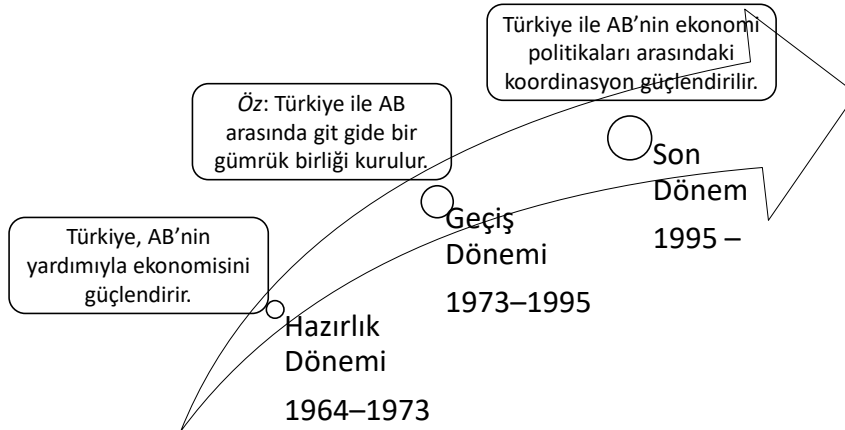 Türkiye ile AB’nin ekonomi
politikaları arasındaki
koordinasyon güçlendirilir.
Öz: Türkiye ile AB
arasında git gide bir
gümrük birliği kurulur.
Türkiye, AB’nin
yardımıyla ekonomisini
güçlendirir.
Son
Dönem
1995 –
Geçiş
Dönemi
1973–1995
Hazırlık
Dönemi
1964–1973